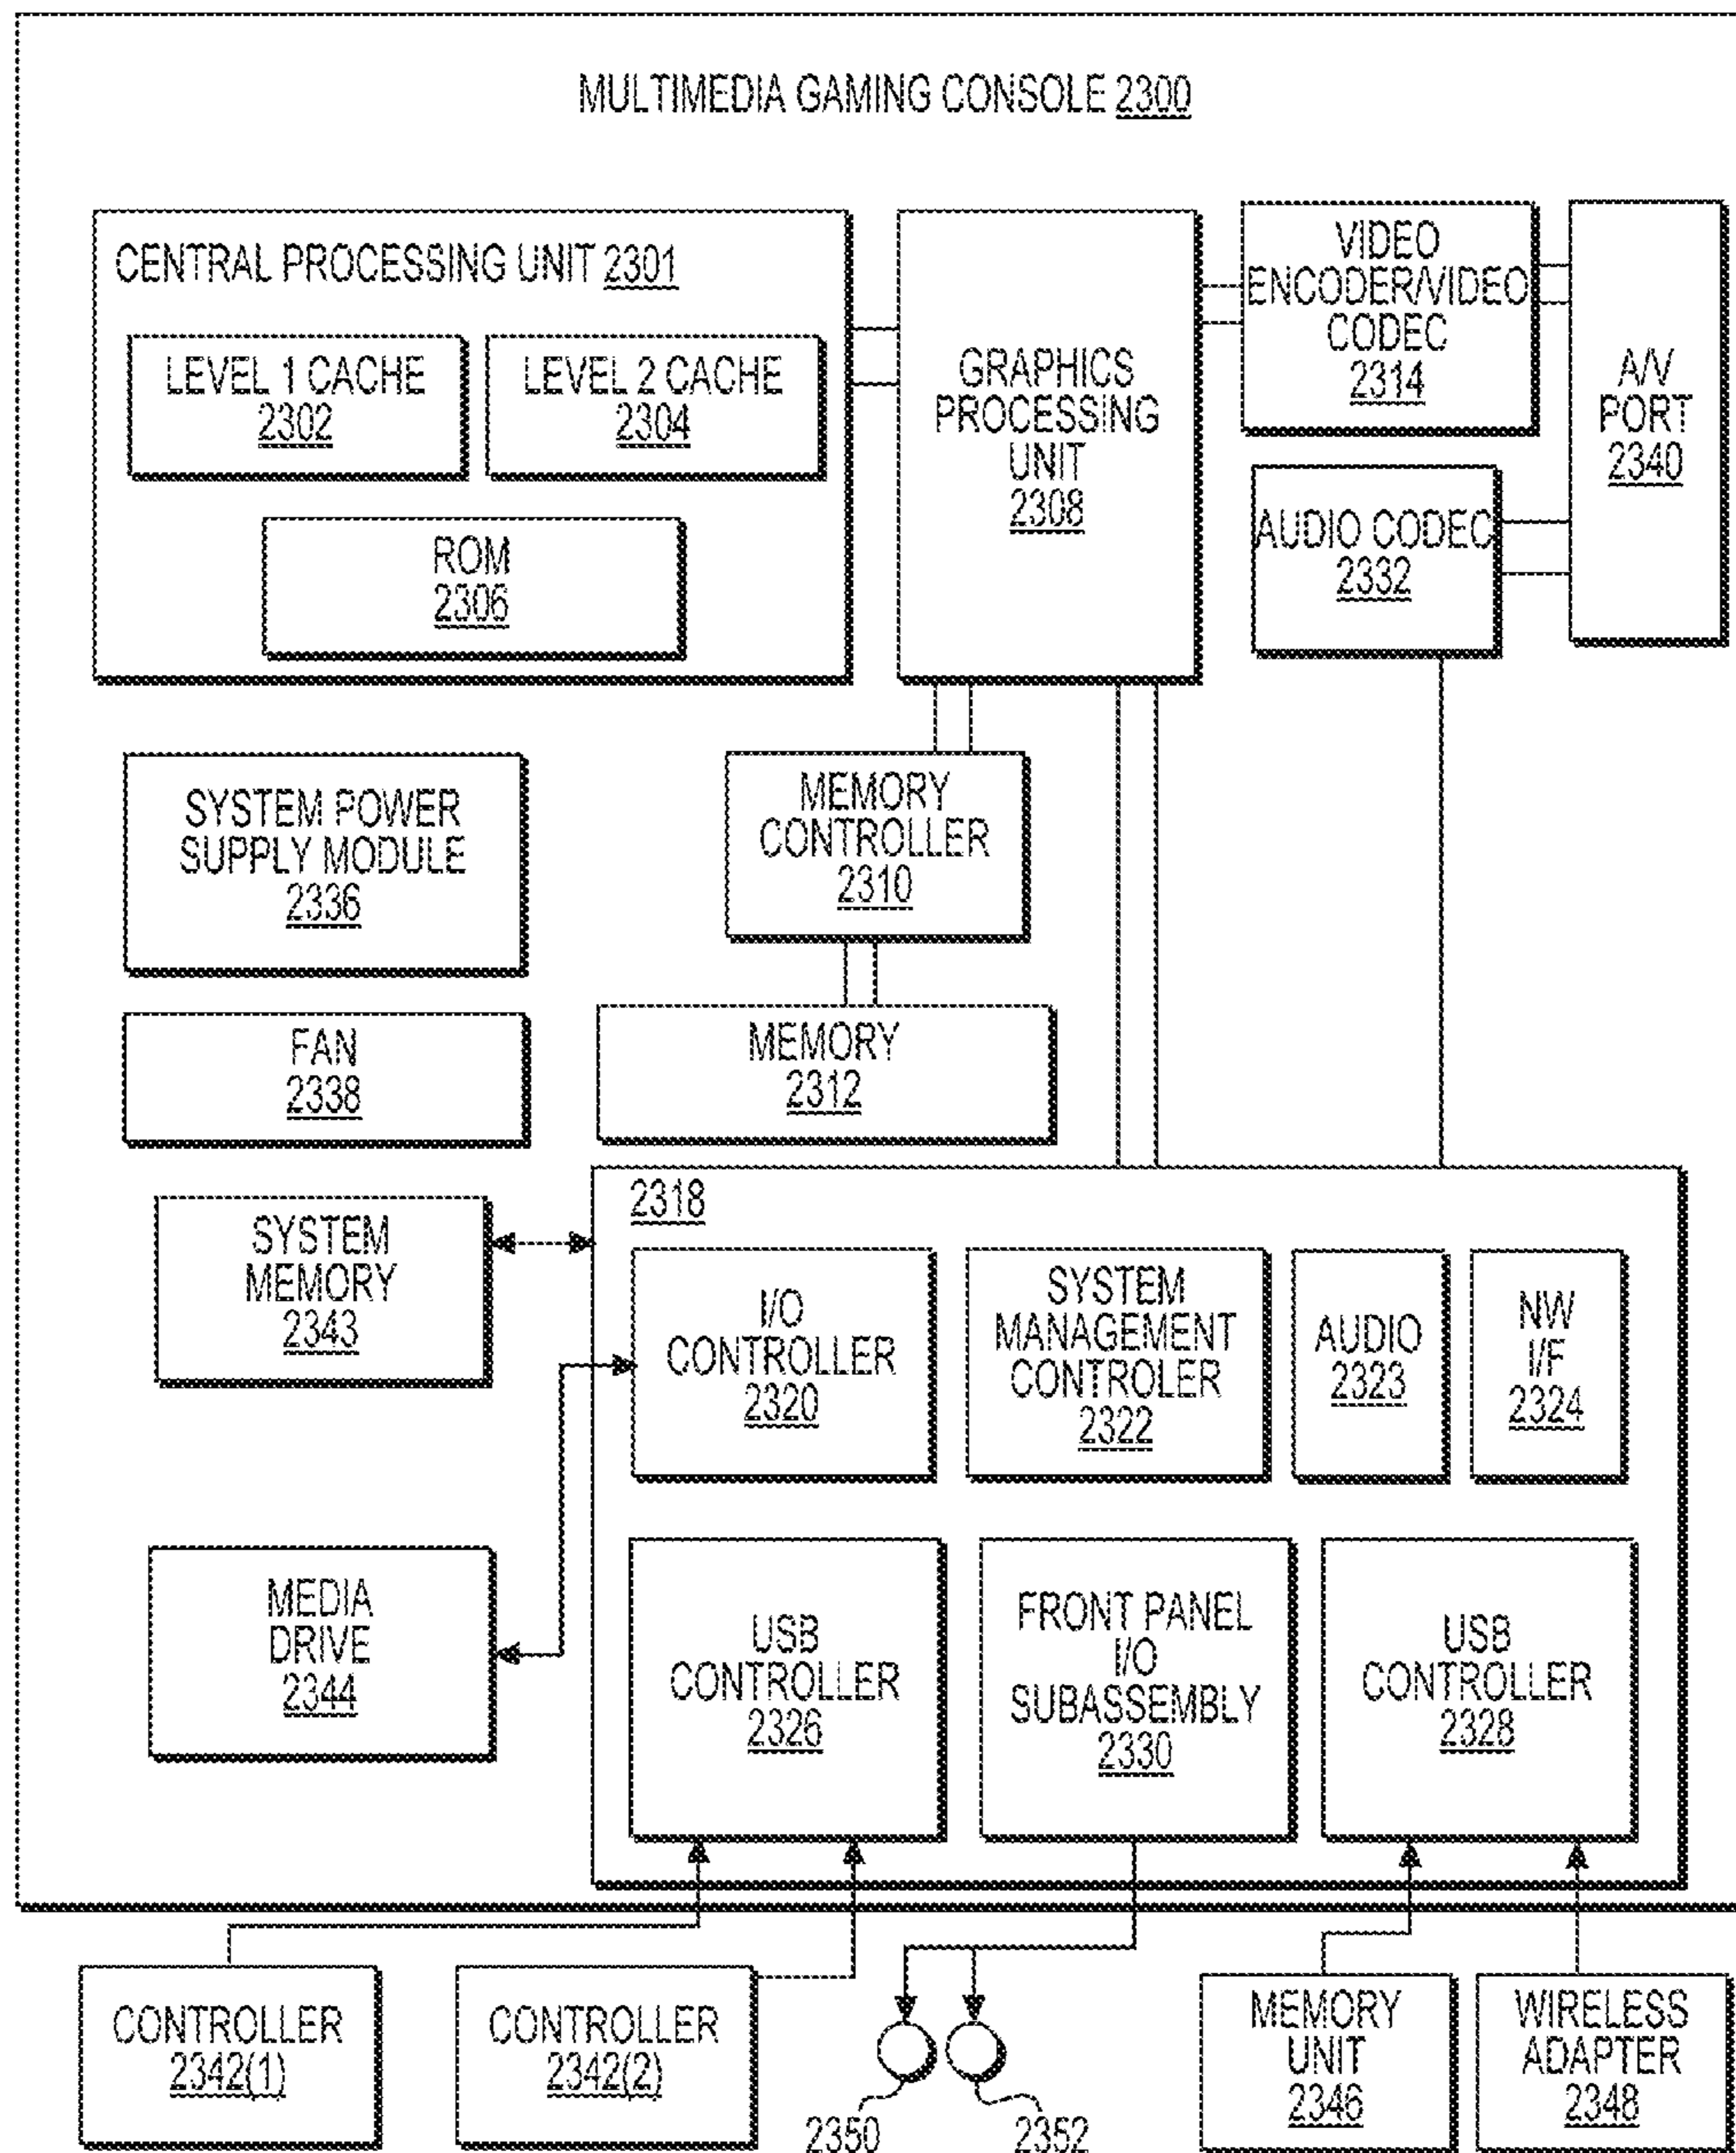 MULTIMEDIA GAMING CONSOLE 2300
CENTRAL PROCESSING UNIT 2301
LEVEL 1 CACHE
2302
LEVEL 2 CACHE
2304
ROM
2306
GRAPHICS
PROCESSING
UNIT
2308
VIDEO
ENCODER/VIDEO
CODEC
2314
A/V
PORT
2340
AUDIO CODEC
2332
SYSTEM POWER
SUPPLY MODULE
2336
MEMORY
CONTROLLER
2310
FAN
2338
MEMORY
2312
SYSTEM
MEMORY
2343
2318
I/O
CONTROLLER
2320
SYSTEM
MANAGEMENT
CONTROLER
2322
AUDIO
2323
NW
I/F
2324
MEDIA
DRIVE
2344
USB
CONTROLLER
2326
FRONT PANEL
I/O
SUBASSEMBLY
2330
USB
CONTROLLER
2328
CONTROLLER
2342(1)
CONTROLLER
2342(2)
2350
2352
MEMORY
UNIT
2346
WIRELESS
ADAPTER
2348